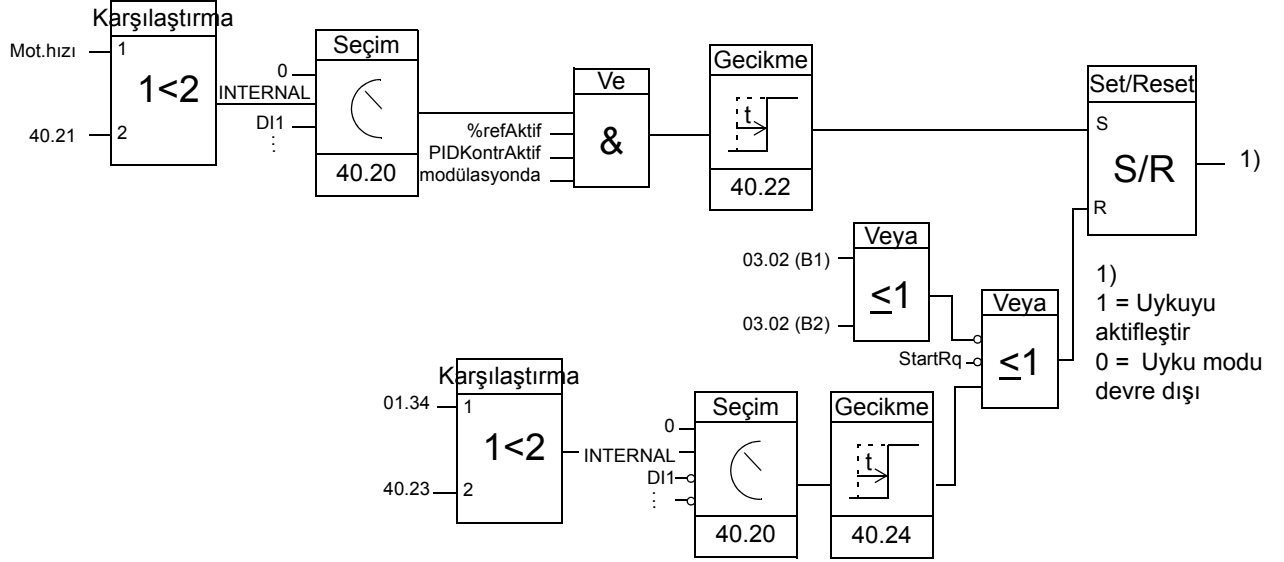 Karşılaştırma
Mot.hızı
1
1<2
40.21
2
INTERNAL
Seçim
0
DI1
⋮
40.20
Ve
&
%refAktif
PIDKontrAktif
modülasyonda
Gecikme
t
40.22
Set/Reset
S
S/R
R
1)
Veya
03.02 (B1)
≤1
03.02 (B2)
Veya
StartRq
≤1
1)
1 = Uykuyu
aktifleştir
0 = Uyku modu
devre dışı
Karşılaştırma
01.34
1
1<2
40.23
2
Seçim
0
INTERNAL
DI1
⋮
40.20
Gecikme
t
40.24